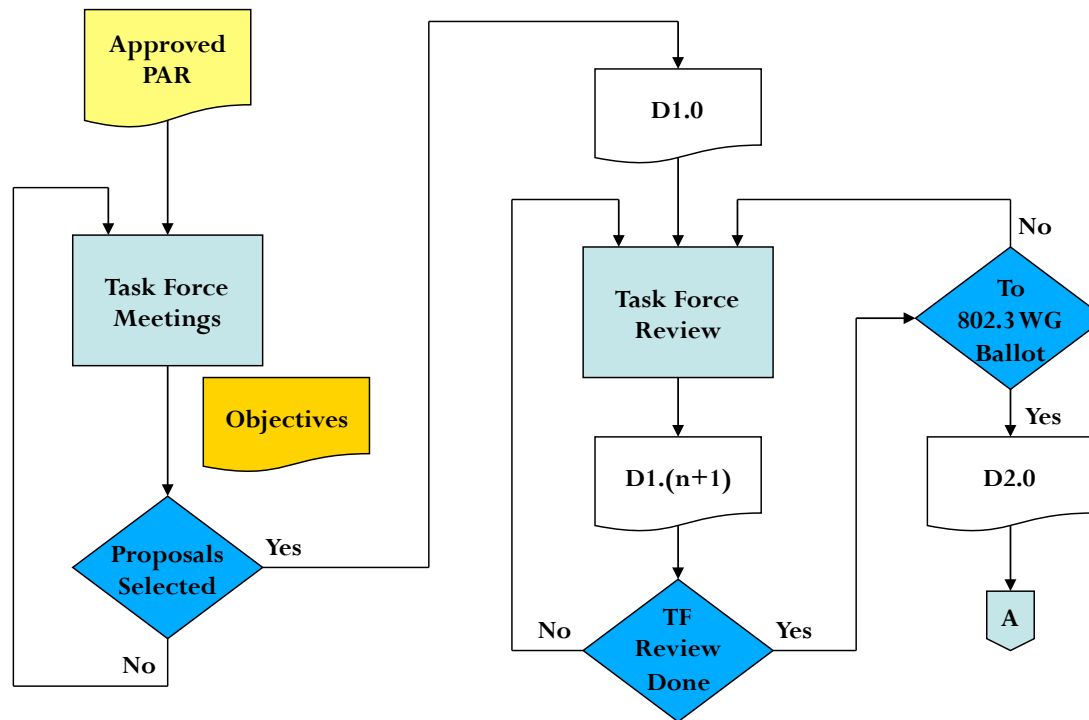 Approved
PAR
Task Force
Meetings
Objectives
Proposals
Selected
Yes
No
D1.0
Task Force
Review
D1.(n+1)
TF
Review
Done
No
Yes
To
802.3 WG
Ballot
No
Yes
D2.0
A